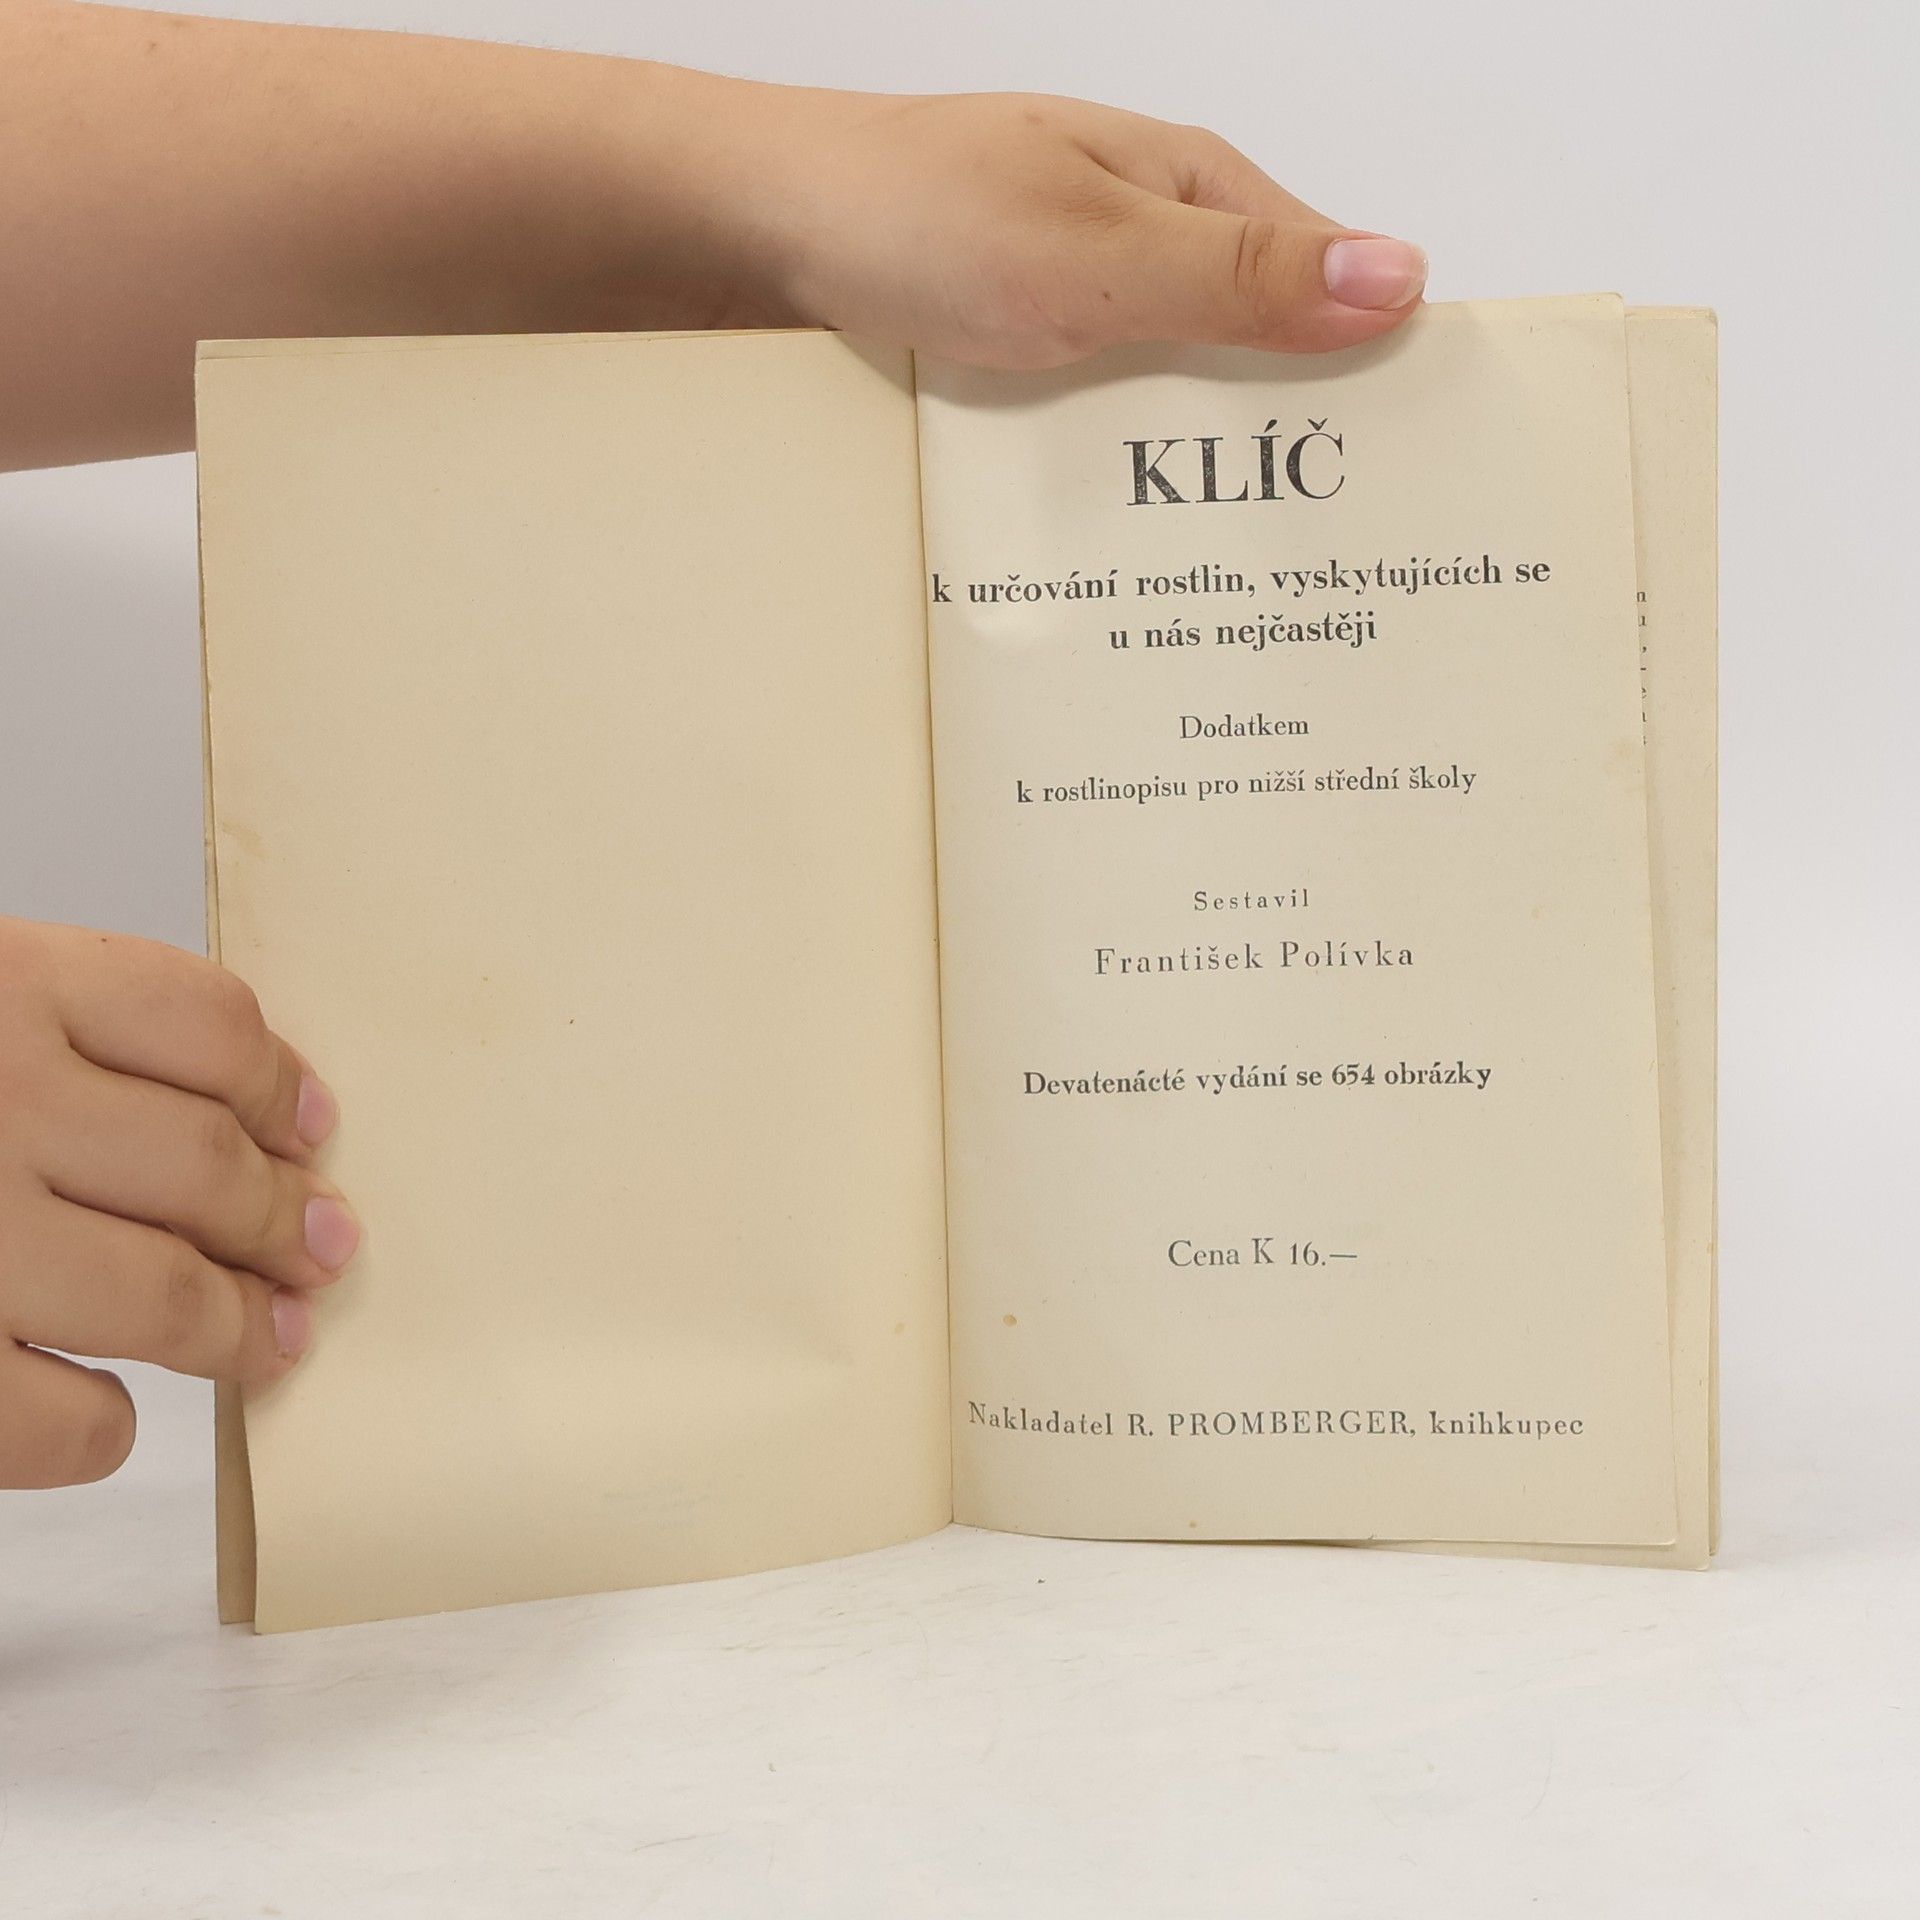 KLÍČ
k určování rostlin, vyskytujících se
u nás nejčastěji
Dodatkem
k rostlinopisu pro nižší střední školy
Sestavil
František Polívka
Devatenácté vydání se 654 obrázky
Cena K 16.—
Nakladatel R. PROMBERGER, knihkupec